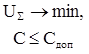 U_Σ → min,
C ≤ C_доп